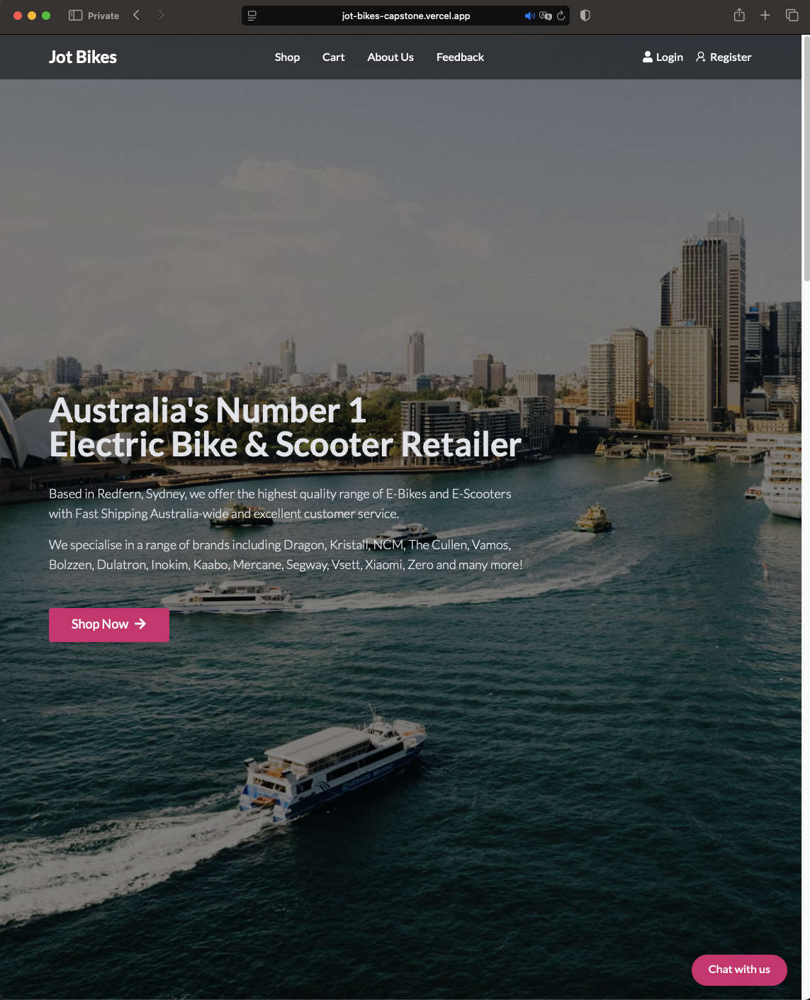 Private
jot-bikes-capstone.vercel.app
Jot Bikes
Shop
Cart
About Us
Feedback
Login
Register
AMP
Australia's Number 1
Electric Bike & Scooter Retailer
Based in Redfern, Sydney, we offer the highest quality range of E-Bikes and E-Scooters
with Fast Shipping Australia-wide and excellent customer service.
We specialise in a range of brands including Dragon, Kristall, NCM, The Cullen, Vamos,
Bolzzen, Dulatron, Inokim, Kaabo, Mercane, Segway, Vsett, Xiaomi, Zero and many more!
Shop Now
RIVERSIDE MARINE
Chat with us